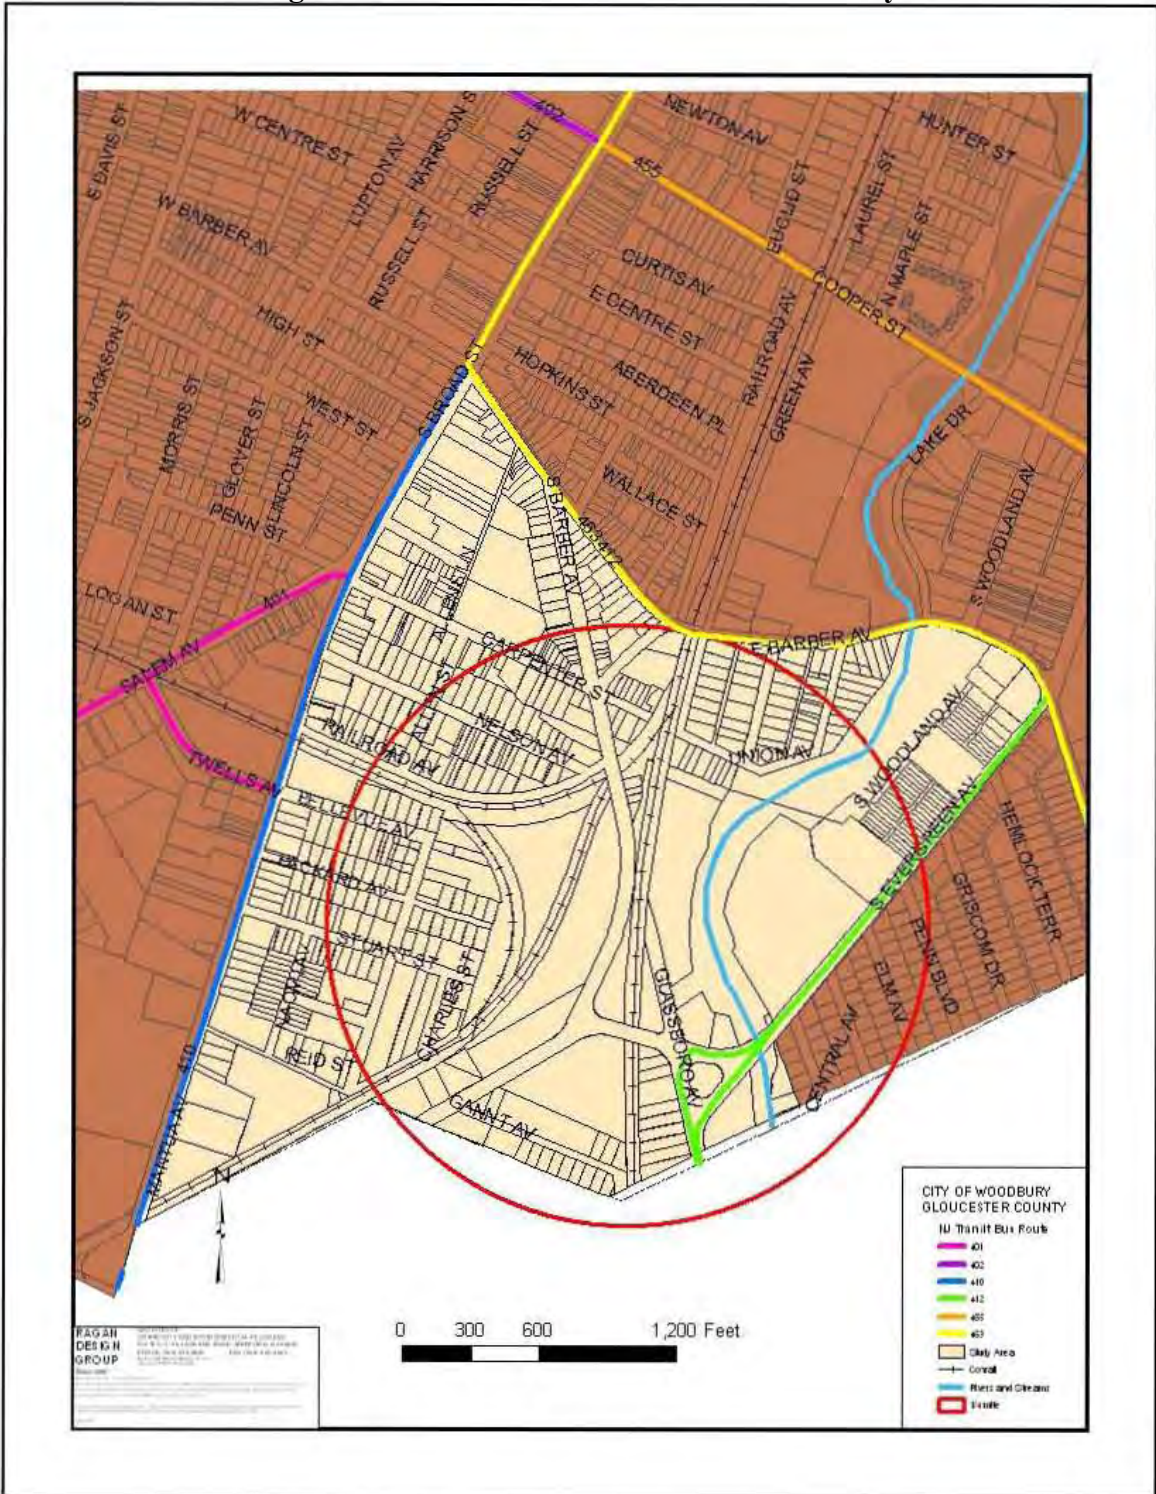 W CENTRE ST
S DAVIS ST
LUPTON AV
HARRISON S
RUSSELL ST
402
NEWTON AV
HUNTER ST
455
EUCLID ST
LAUREL ST
N MAPLE ST
W BARBER AV
RUSSELL ST
CURTIS AV
E CENTRE ST
COOPER ST
RAILROAD AV
GREEN AV
HIGH ST
S JACKSON ST
WEST ST
MORRIS ST
GLOVER ST
LINCOLN ST
PENN ST
S BROAD ST
HOPKINS ST
ABERDEEN PL
WALLACE ST
S BARBER AV
LAKE DR
S WOODLAND AV
LOGAN ST
401
SALEM AV
TWELLS AV
CARPENTER ST
NELSON AV
RAILROAD AV
E BARBER AV
UNION AV
S WOODLAND AV
S EVERGREEN AV
HEMLOCK TERR
GRISCOM DR
PENN BLVD
ELM AV
CENTRAL AV
BELLEVUE AV
PACKARD AV
STUART ST
CHARLES ST
REID ST
GANNT AV
GLASSBORO AV
410
MANTUA AV
N
CITY OF WOODBURY
GLOUCESTER COUNTY
NJ Transit Bus Route
401
402
410
412
455
463
Study Area
Conrail
Rivers and Streams
RAGAN
DESIGN
GROUP
0 300 600 1,200 Feet